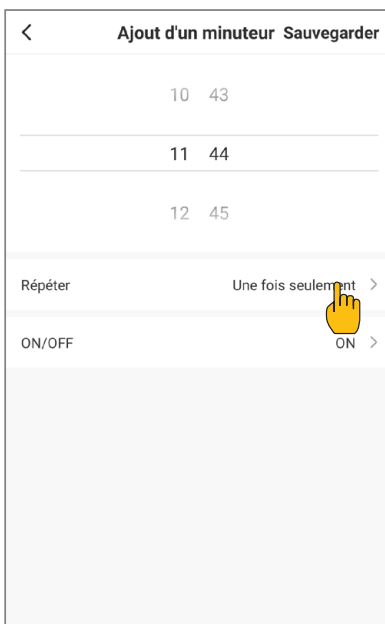 Ajout d'un minuteur Sauvegarder
10 43
11 44
12 45
Répéter Une fois seulement
ON/OFF ON